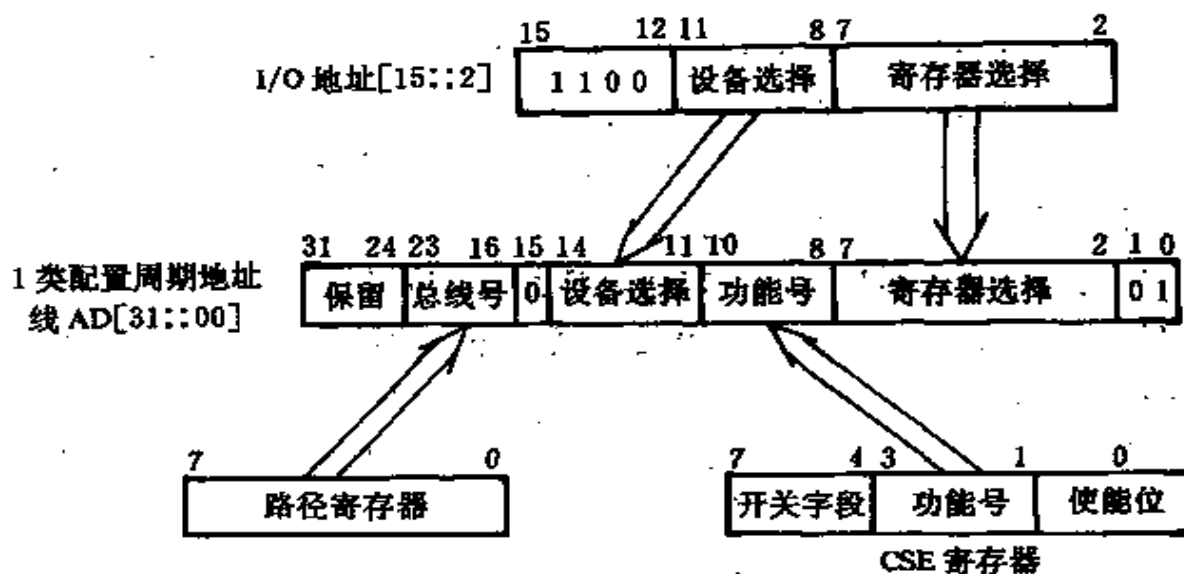 15 12 11 8 7 2
I/O 地址[15::2] 1 1 0 0 设备选择 寄存器选择
31 24 23 16 15 14 11 10 8 7 2 1 0
1 类配置周期地址
线 AD[31::00] 保留 总线号 0 设备选择 功能号 寄存器选择 0 1
7 0 7 4 3 1 0
路径寄存器 开关字段 功能号 使能位
CSE 寄存器